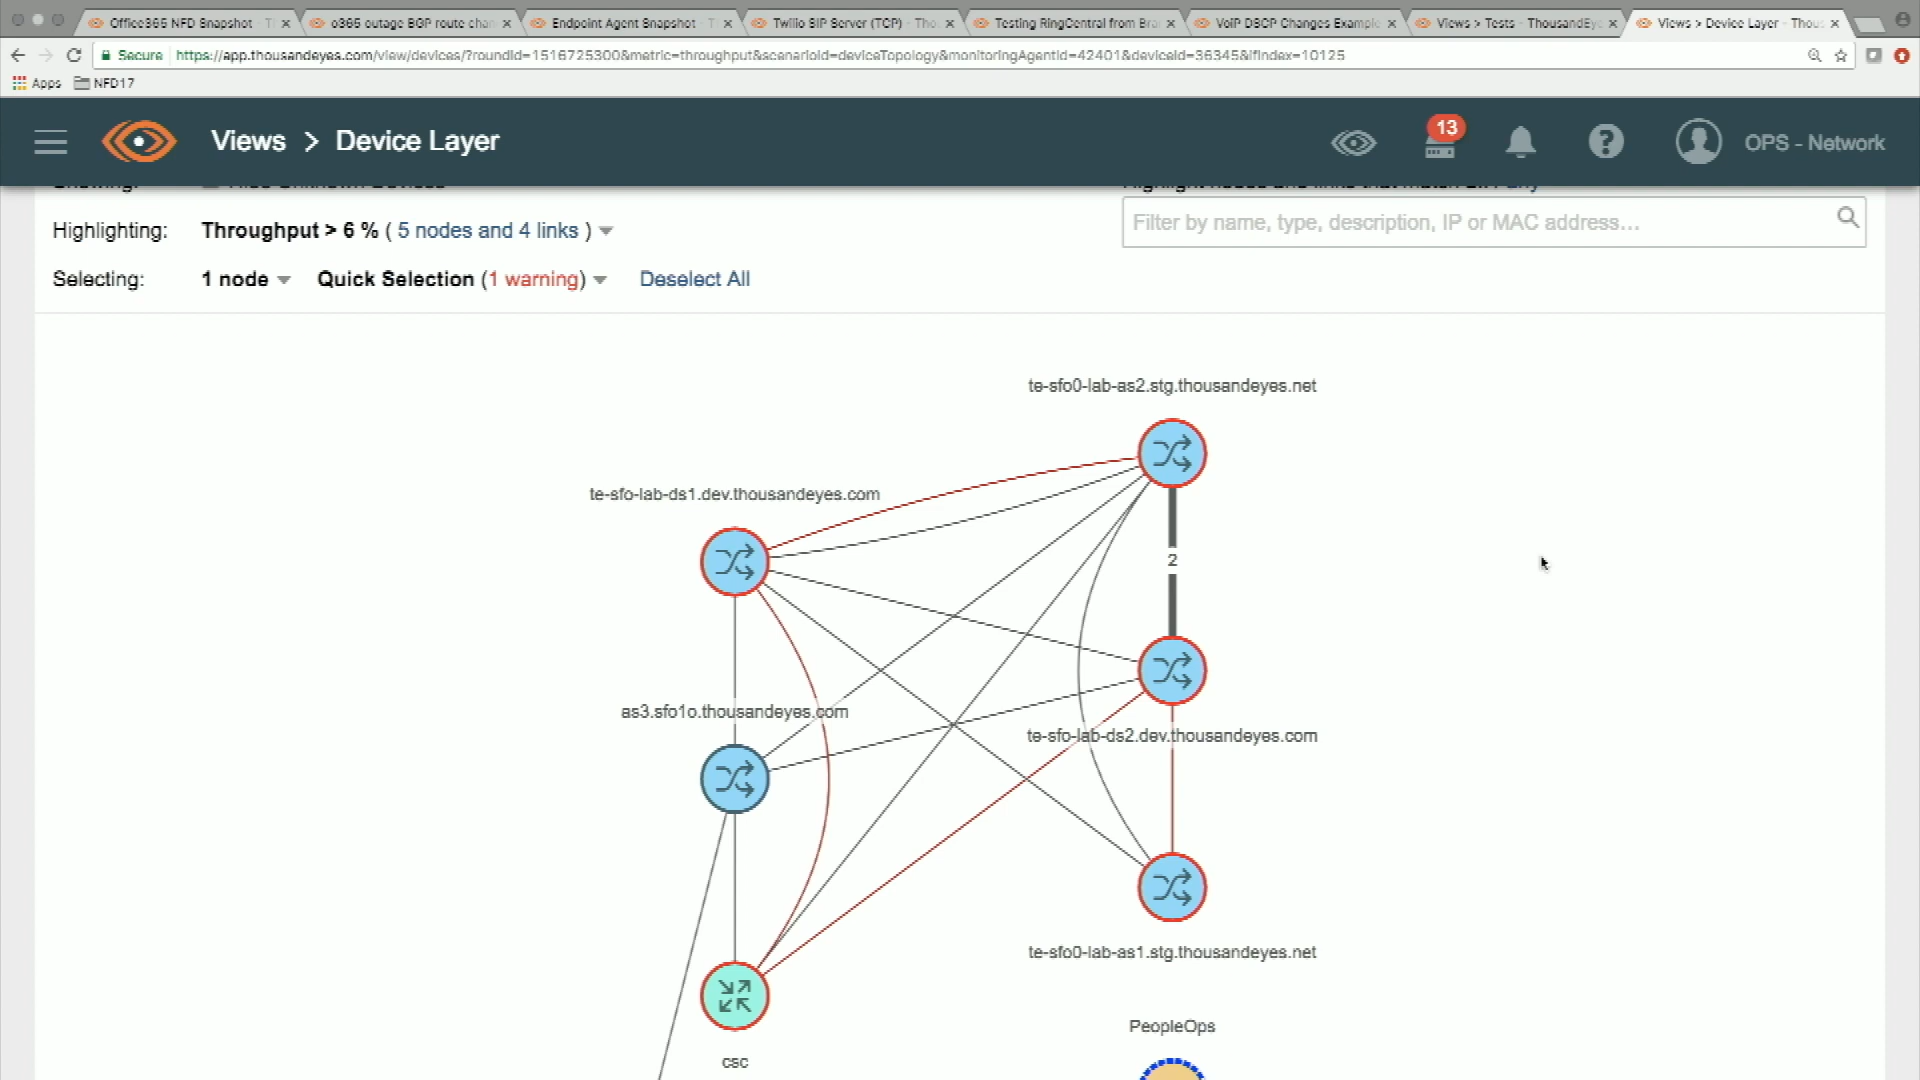 Office365 NFD Snapshot - T
o365 outage BGP route chan
Endpoint Agent Snapshot - T
Twilio SIP Server (TCP) - Tho
Testing RingCentral from Bra
VoIP DSCP Changes Example
Views > Tests - ThousandEye
Views > Device Layer - Thous
Secure
https://app.thousandeyes.com/view/devices/?roundId=1516725300&metric=throughput&scenarioId=deviceTopology&monitoringAgentId=42401&deviceId=36345&ifIndex=10125
Apps NFD17
Views > Device Layer
13
OPS - Network
Highlighting: Throughput > 6 % ( 5 nodes and 4 links )
Filter by name, type, description, IP or MAC address...
Selecting: 1 node Quick Selection (1 warning) Deselect All
te-sfo0-lab-as2.stg.thousandeyes.net
te-sfo-lab-ds1.dev.thousandeyes.com
2
as3.sfo1o.thousandeyes.com
te-sfo-lab-ds2.dev.thousandeyes.com
te-sfo0-lab-as1.stg.thousandeyes.net
PeopleOps
csc